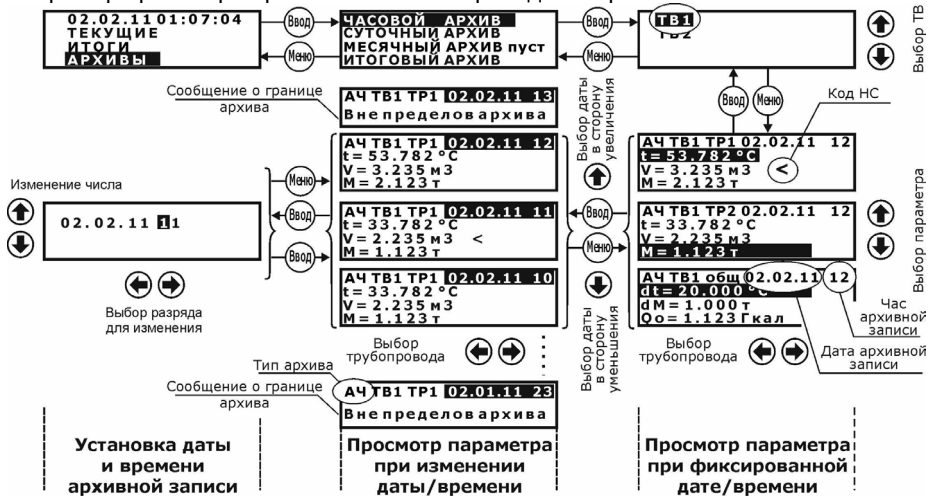 02.02.11 01:07:04
ТЕКУЩИЕ
ИТОГИ
АРХИВЫ
Ввод
Меню
ЧАСОВОЙ АРХИВ
СУТОЧНЫЙ АРХИВ
МЕСЯЧНЫЙ АРХИВ пуст
ИТОГОВЫЙ АРХИВ
Ввод
Меню
ТВ1
ТВ2
Выбор ТВ
Сообщение о границе
архива
АЧ ТВ1 ТР1 02.02.11 13
Вне пределов архива
Выбор даты
в сторону
увеличения
Ввод
Меню
Код НС
АЧ ТВ1 ТР1 02.02.11 12
t= 53.782 °C
V= 3.235 м3
M= 2.123 т
АЧ ТВ1 ТР1 02.02.11 12
t= 53.782 °C
V= 3.235 м3 <
M= 2.123 т
Изменение числа
02.02.11 11
Выбор разряда
для изменения
Меню
Ввод
Ввод
АЧ ТВ1 ТР1 02.02.11 11
t= 33.782 °C
V= 2.235 м3 <
M= 1.123 т
Ввод
Меню
АЧ ТВ1 ТР2 02.02.11 12
t= 33.782 °C
V= 2.235 м3
M= 1.123 т
Выбор параметра
АЧ ТВ1 ТР1 02.02.11 10
t= 33.782 °C
V= 2.235 м3
M= 1.123 т
Выбор даты
в сторону
уменьшения
АЧ ТВ1 общ 02.02.11 12
dt= 20.000 °C
dM= 1.000 т
Qo= 1.123 Гкал
Час
архивной
записи
Дата архивной
записи
Выбор
трубопровода
Выбор
трубопровода
Тип архива
Сообщение о границе
архива
АЧ ТВ1 ТР1 02.01.11 23
Вне пределов архива
Установка даты
и времени
архивной записи
Просмотр параметра
при изменении
даты/времени
Просмотр параметра
при фиксированной
дате/времени